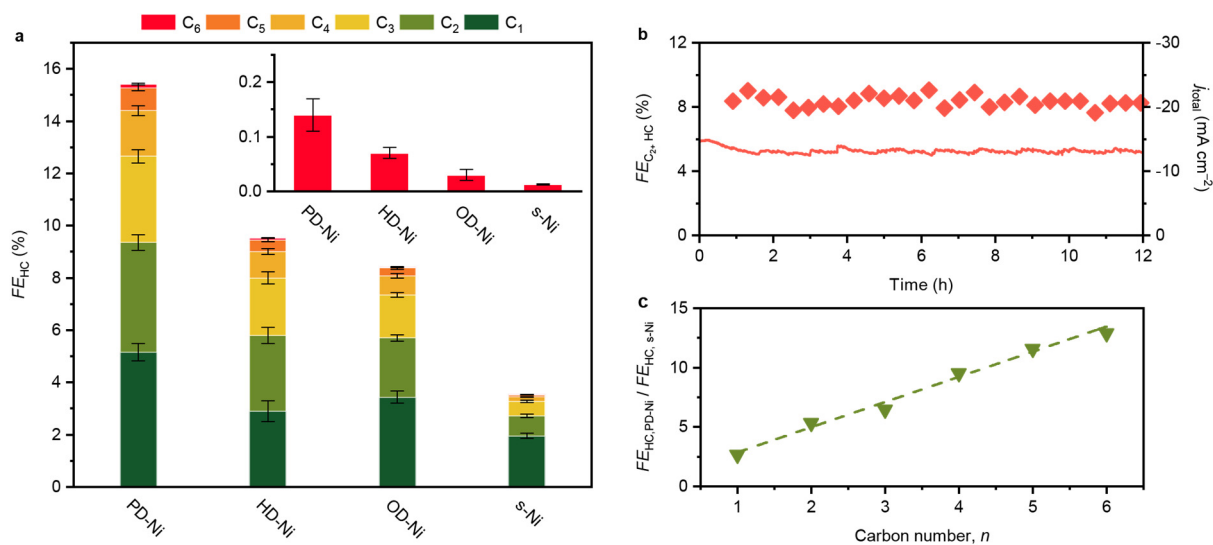 C6 C5 C4 C3 C2 C1
a
16
14
12
10
8
6
4
2
0
FEHC (%)
PD-Ni HD-Ni OD-Ni s-Ni
0.2
0.1
0.0
PD-Ni HD-Ni OD-Ni s-Ni
b
12
8
4
0
FEC2+, HC (%)
-30
-20
-10
0
jtotal (mA cm−2)
0 2 4 6 8 10 12
Time (h)
c
15
10
5
0
FEHC,PD-Ni / FEHC, s-Ni
1 2 3 4 5 6
Carbon number, n